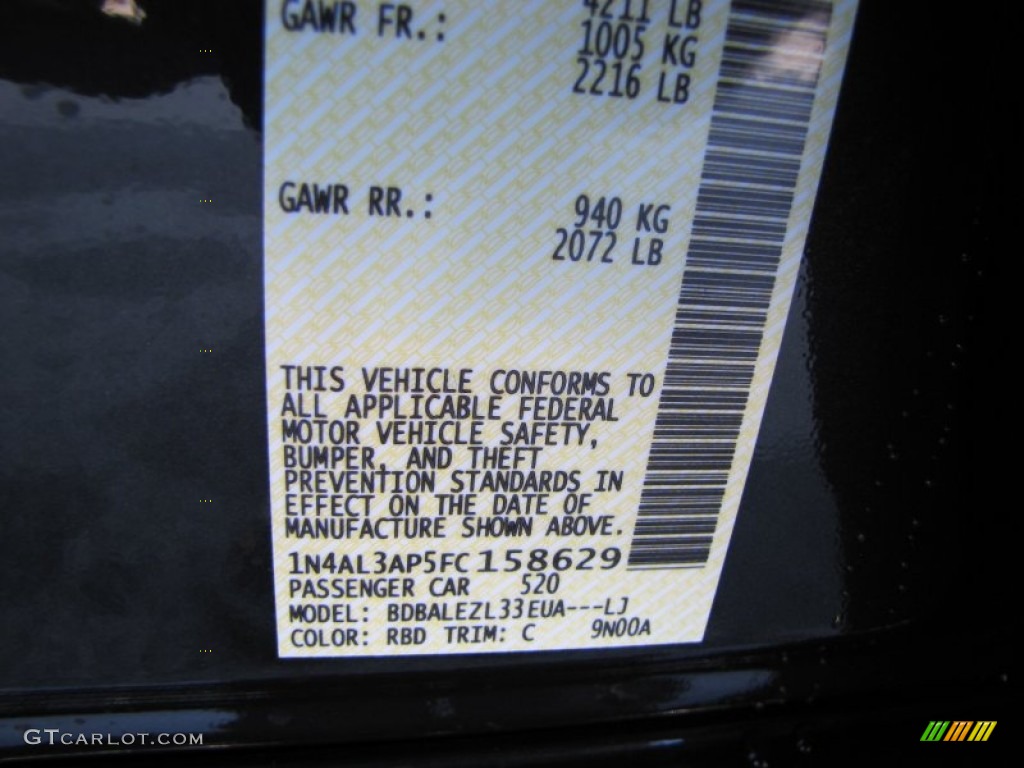 4211 LB
GAWR FR.: 1005 KG
2216 LB
GAWR RR.: 940 KG
2072 LB
THIS VEHICLE CONFORMS TO
ALL APPLICABLE FEDERAL
MOTOR VEHICLE SAFETY,
BUMPER, AND THEFT
PREVENTION STANDARDS IN
EFFECT ON THE DATE OF
MANUFACTURE SHOWN ABOVE.
1N4AL3AP5FC158629
PASSENGER CAR 520
MODEL: BDBALEZL33EUA---LJ
COLOR: RBD TRIM: C 9N00A
GTCARLOT.COM